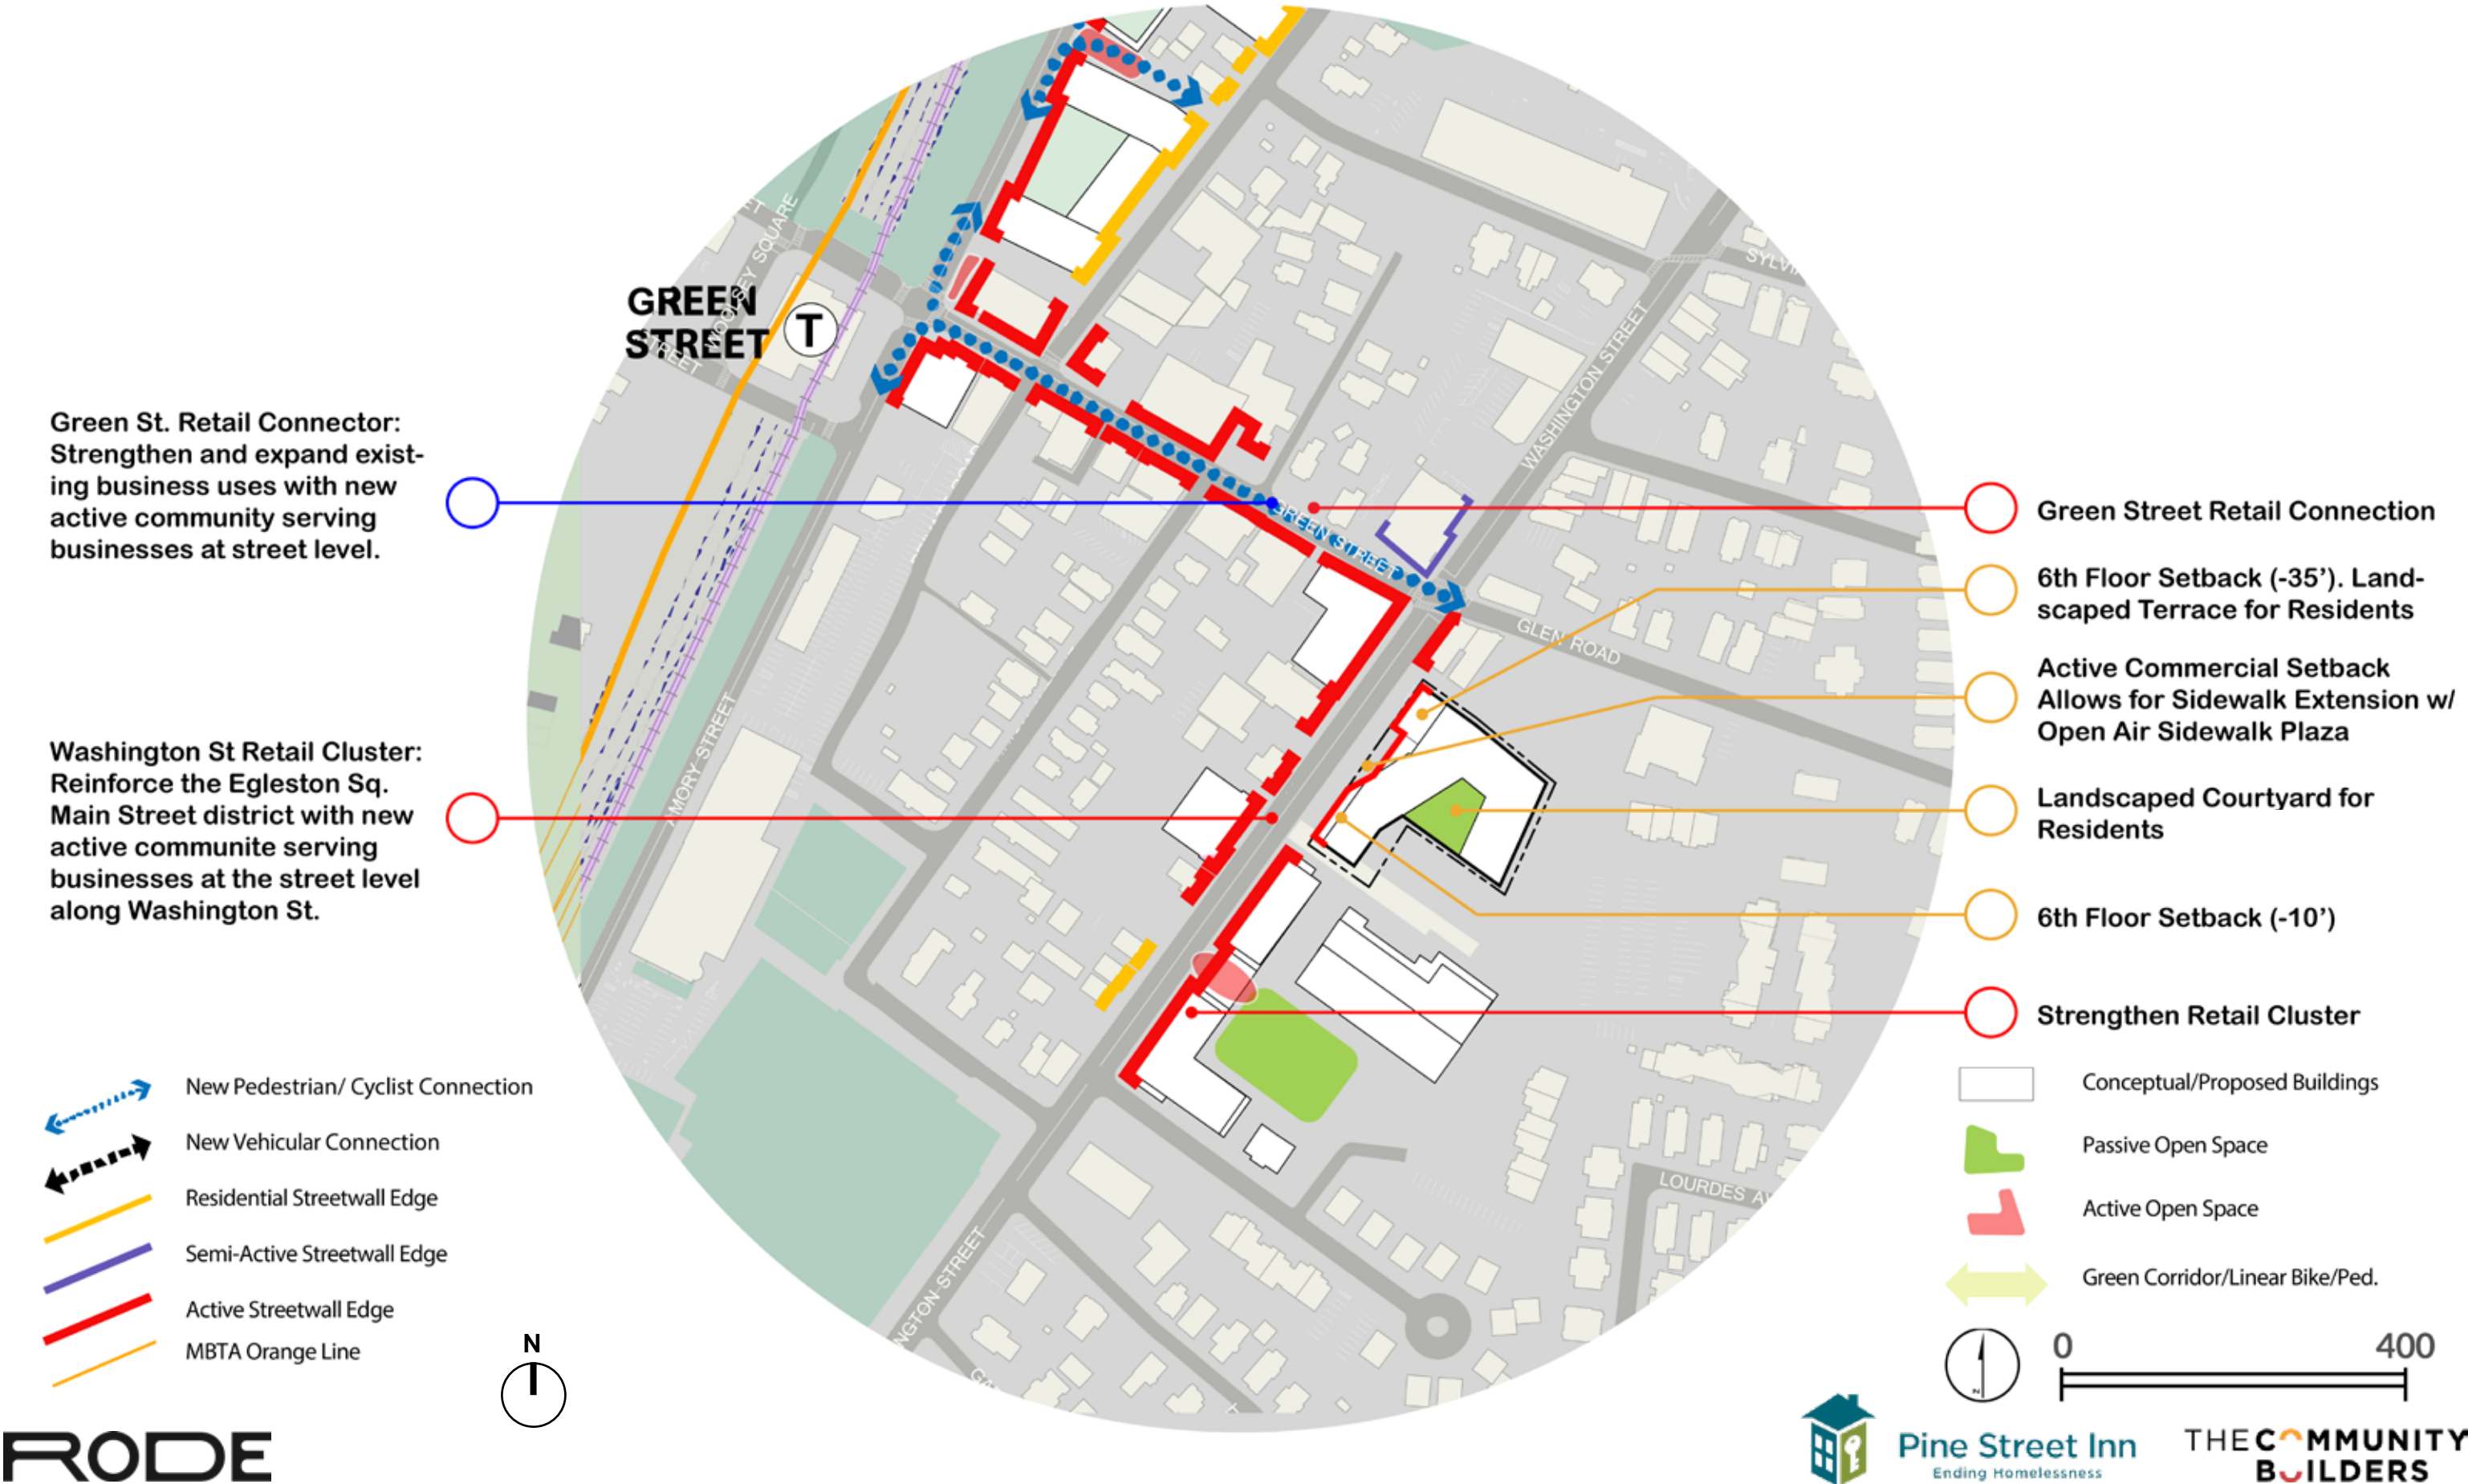 GREEN
STREET
T
WOOLSEY SQUARE
WASHINGTON STREET
GREEN STREET
GLEN ROAD
AMORY STREET
Green St. Retail Connector:
Strengthen and expand exist-
ing business uses with new
active community serving
businesses at street level.
Washington St Retail Cluster:
Reinforce the Egleston Sq.
Main Street district with new
active communite serving
businesses at the street level
along Washington St.
Green Street Retail Connection
6th Floor Setback (-35’). Land-
scaped Terrace for Residents
Active Commercial Setback
Allows for Sidewalk Extension w/
Open Air Sidewalk Plaza
Landscaped Courtyard for
Residents
6th Floor Setback (-10’)
Strengthen Retail Cluster
New Pedestrian/ Cyclist Connection
New Vehicular Connection
Residential Streetwall Edge
Semi-Active Streetwall Edge
Active Streetwall Edge
MBTA Orange Line
N
Conceptual/Proposed Buildings
Passive Open Space
Active Open Space
Green Corridor/Linear Bike/Ped.
N
0 400
RODE
Pine Street Inn
Ending Homelessness
THE COMMUNITY
BUILDERS